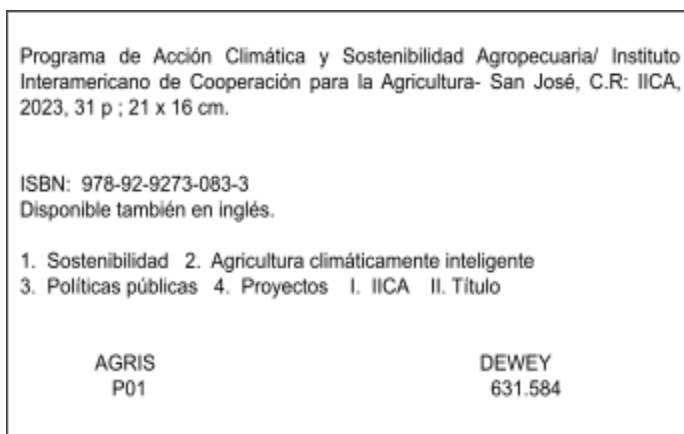 Programa de Acción Climática y Sostenibilidad Agropecuaria/ Instituto
Interamericano de Cooperación para la Agricultura- San José, C.R: IICA,
2023, 31 p ; 21 x 16 cm.
ISBN: 978-92-9273-083-3
Disponible también en inglés.
1. Sostenibilidad 2. Agricultura climáticamente inteligente
3. Políticas públicas 4. Proyectos I. IICA II. Título
AGRIS DEWEY
P01 631.584